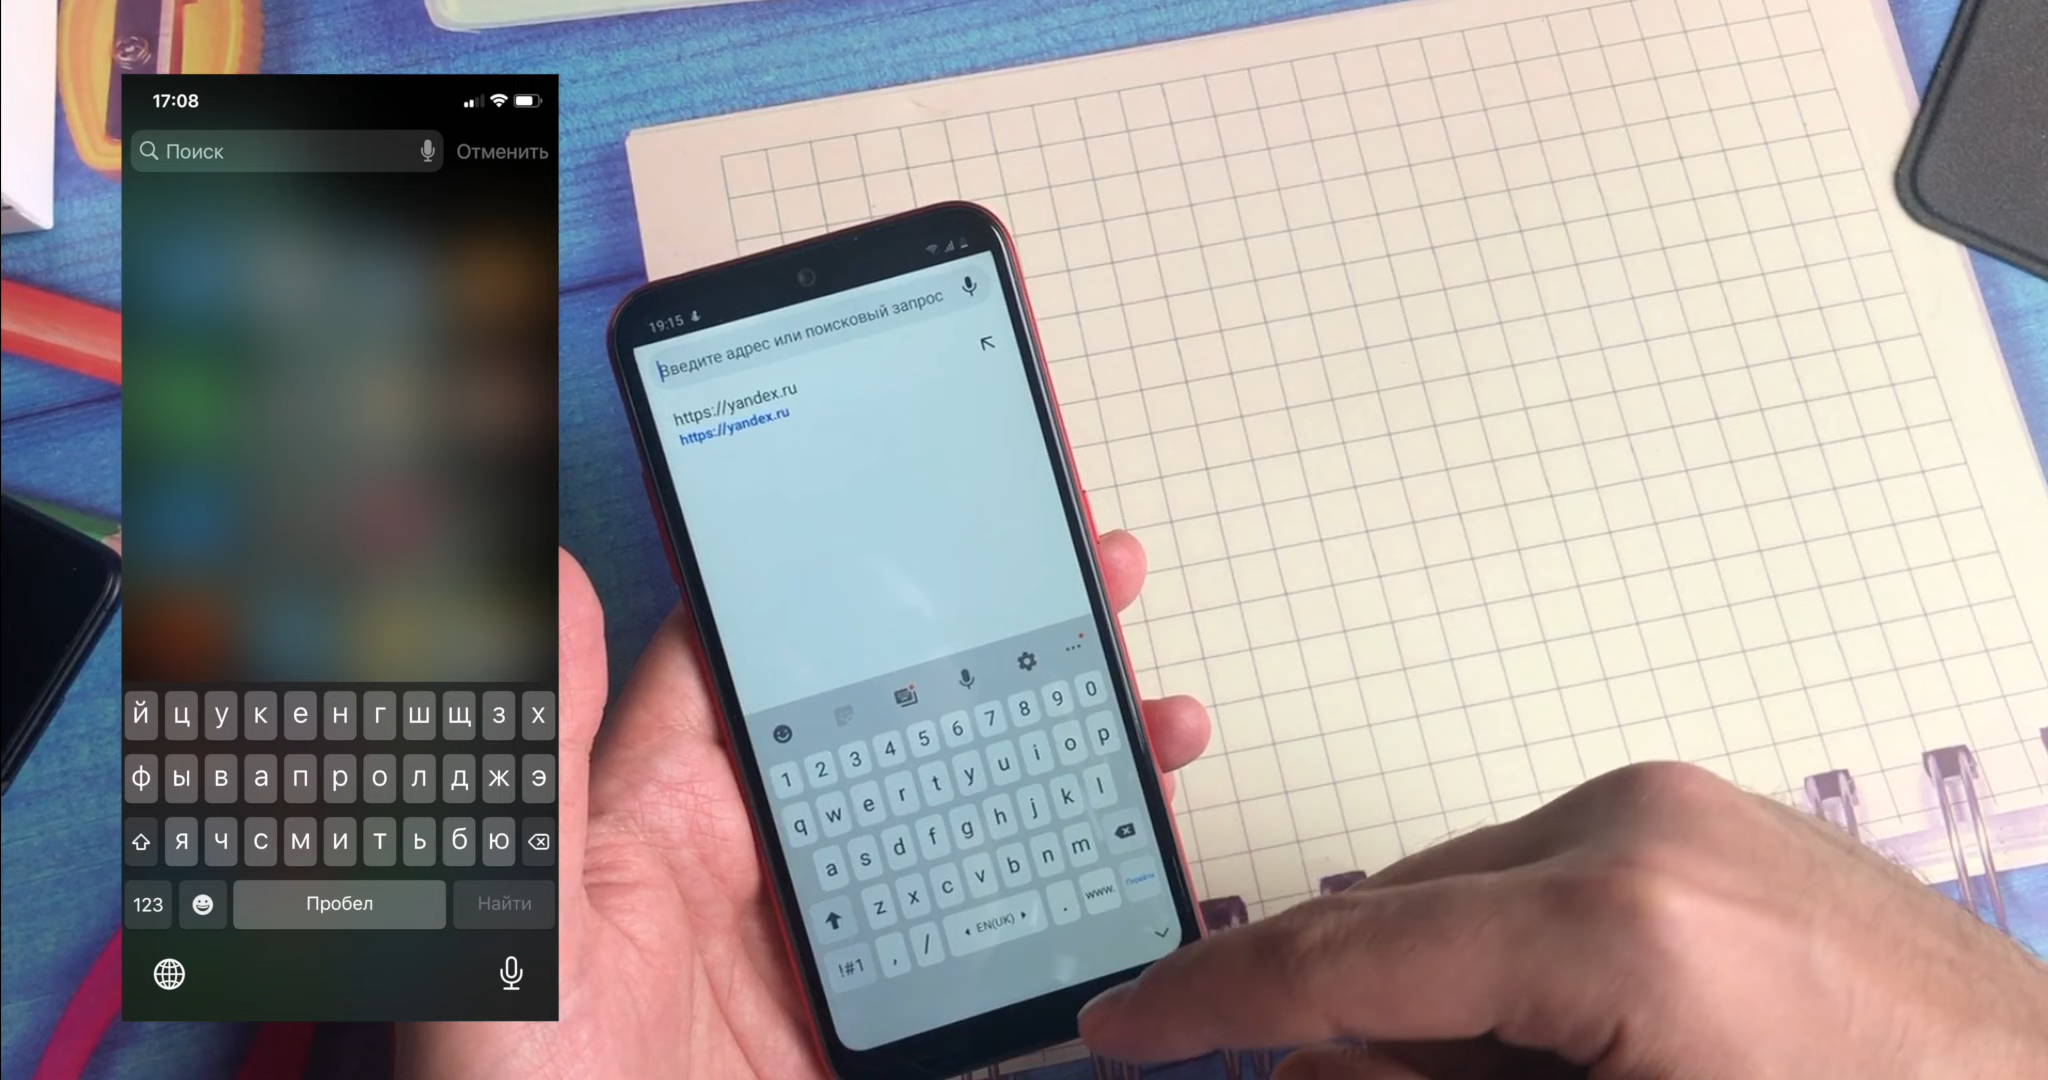 17:08
Поиск
Отменить
й ц у к е н г ш щ з х
ф ы в а п р о л д ж э
я ч с м и т ь б ю
123
Пробел
Найти
19:15
Введите адрес или поисковый запрос
https://yandex.ru
https://yandex.ru
1 2 3 4 5 6 7 8 9 0
q w e r t y u i o p
a s d f g h j k l
z x c v b n m
!#1 , / EN(UK) . www. Перейти